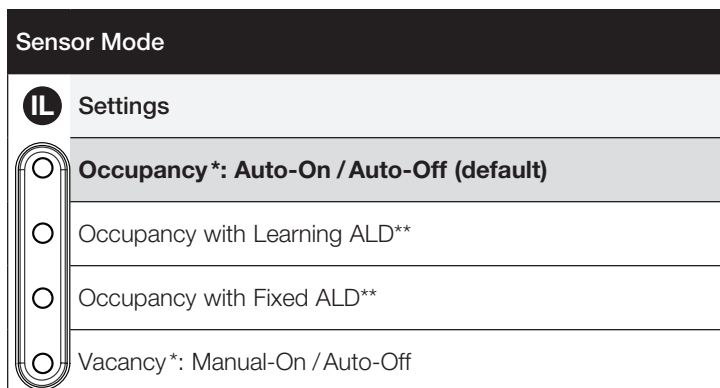 Sensor Mode
IL Settings
Occupancy*: Auto-On / Auto-Off (default)
Occupancy with Learning ALD**
Occupancy with Fixed ALD**
Vacancy*: Manual-On / Auto-Off